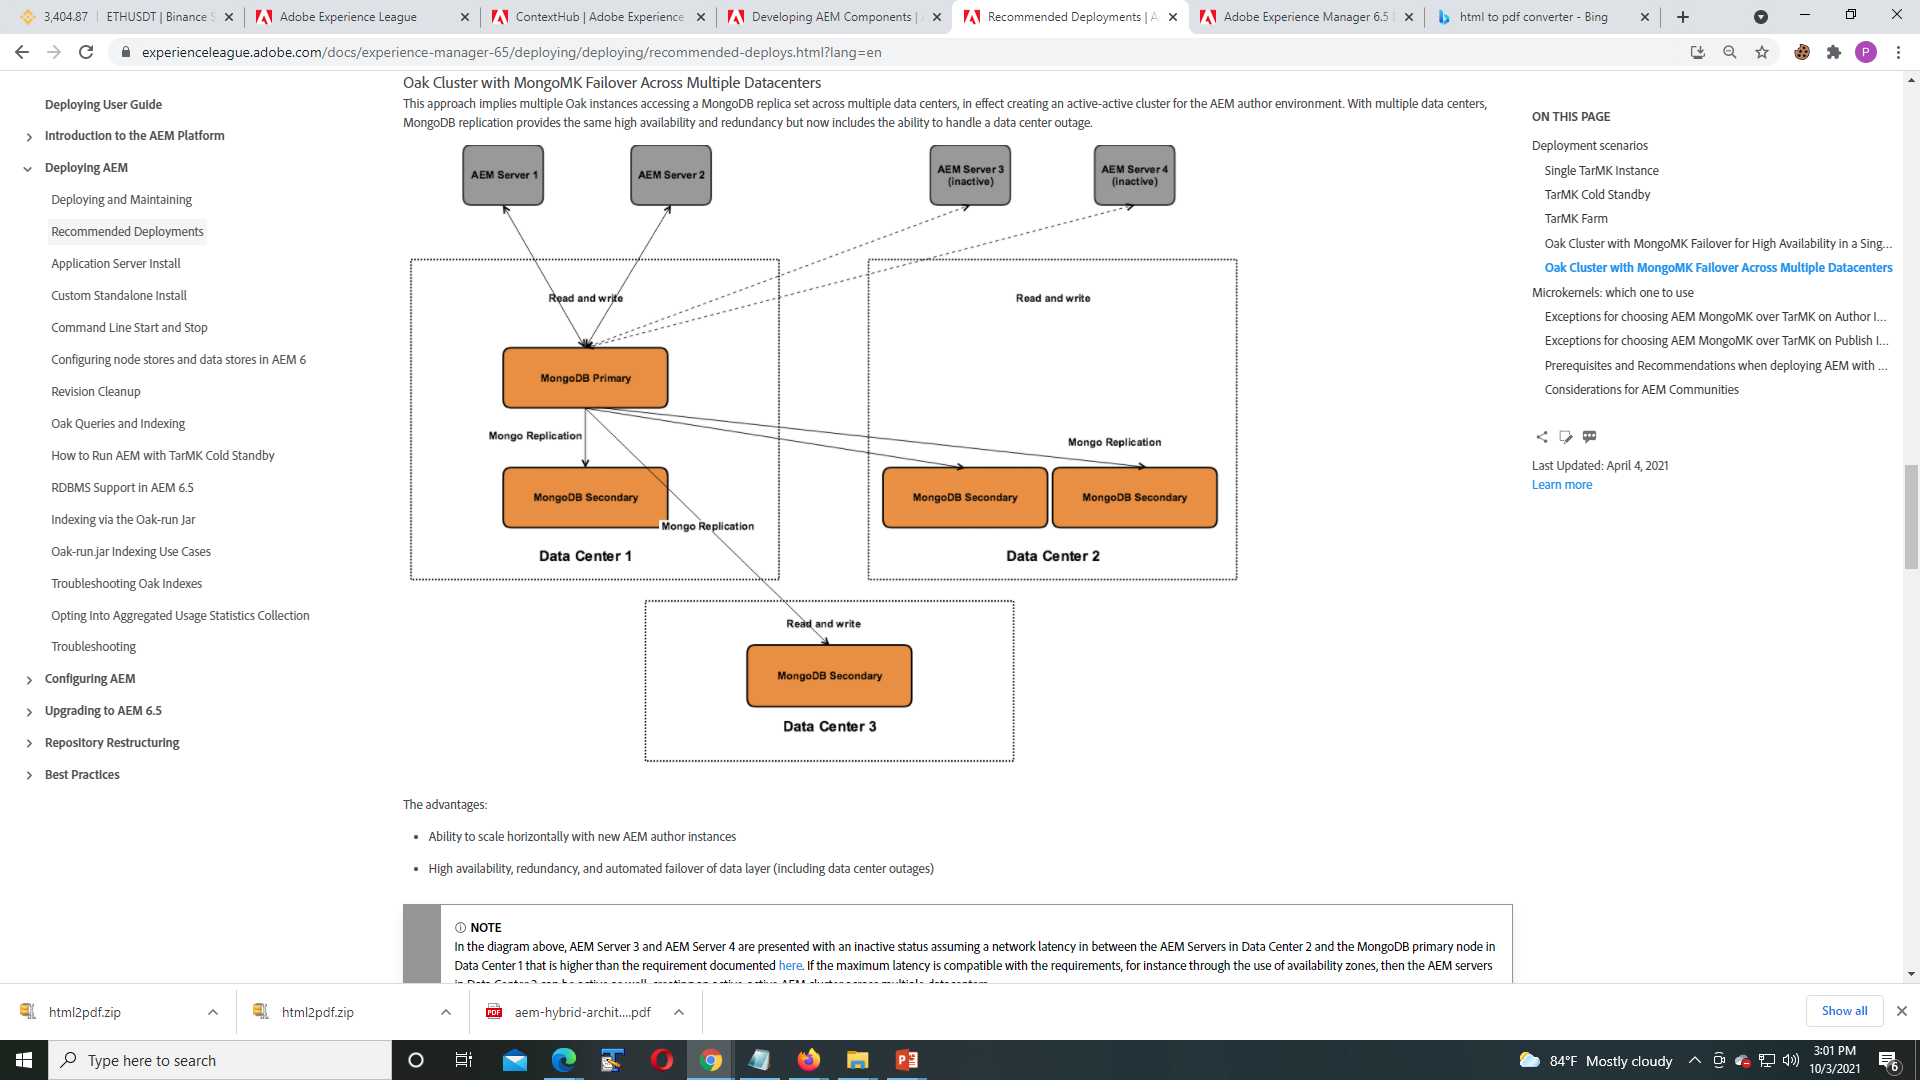 3,404.87 ETHUSDT | Binance S
Adobe Experience League
ContextHub | Adobe Experience
Developing AEM Components |
Recommended Deployments | A
Adobe Experience Manager 6.5 D
html to pdf converter - Bing
experienceleague.adobe.com/docs/experience-manager-65/deploying/deploying/recommended-deploys.html?lang=en
P
Deploying User Guide
Introduction to the AEM Platform
Deploying AEM
Deploying and Maintaining
Recommended Deployments
Application Server Install
Custom Standalone Install
Command Line Start and Stop
Configuring node stores and data stores in AEM 6
Revision Cleanup
Oak Queries and Indexing
How to Run AEM with TarMK Cold Standby
RDBMS Support in AEM 6.5
Indexing via the Oak-run Jar
Oak-run.jar Indexing Use Cases
Troubleshooting Oak Indexes
Opting Into Aggregated Usage Statistics Collection
Troubleshooting
Configuring AEM
Upgrading to AEM 6.5
Repository Restructuring
Best Practices
Oak Cluster with MongoMK Failover Across Multiple Datacenters
This approach implies multiple Oak instances accessing a MongoDB replica set across multiple data centers, in effect creating an active-active cluster for the AEM author environment. With multiple data centers,
MongoDB replication provides the same high availability and redundancy but now includes the ability to handle a data center outage.
AEM Server 1
AEM Server 2
AEM Server 3
(inactive)
AEM Server 4
(inactive)
Read and write
Read and write
MongoDB Primary
Mongo Replication
Mongo Replication
MongoDB Secondary
MongoDB Secondary
MongoDB Secondary
Mongo Replication
Data Center 1
Data Center 2
Read and write
MongoDB Secondary
Data Center 3
The advantages:
Ability to scale horizontally with new AEM author instances
High availability, redundancy, and automated failover of data layer (including data center outages)
NOTE
In the diagram above, AEM Server 3 and AEM Server 4 are presented with an inactive status assuming a network latency in between the AEM Servers in Data Center 2 and the MongoDB primary node in
Data Center 1 that is higher than the requirement documented here. If the maximum latency is compatible with the requirements, for instance through the use of availability zones, then the AEM servers
in Data Center 2 can be active as well, creating an active-active AEM cluster across multiple datacenters.
ON THIS PAGE
Deployment scenarios
Single TarMK Instance
TarMK Cold Standby
TarMK Farm
Oak Cluster with MongoMK Failover for High Availability in a Sing...
Oak Cluster with MongoMK Failover Across Multiple Datacenters
Microkernels: which one to use
Exceptions for choosing AEM MongoMK over TarMK on Author I...
Exceptions for choosing AEM MongoMK over TarMK on Publish I...
Prerequisites and Recommendations when deploying AEM with ...
Considerations for AEM Communities
Last Updated: April 4, 2021
Learn more
html2pdf.zip
html2pdf.zip
PDF
aem-hybrid-archit....pdf
Show all
Type here to search
84°F Mostly cloudy
3:01 PM
10/3/2021
6